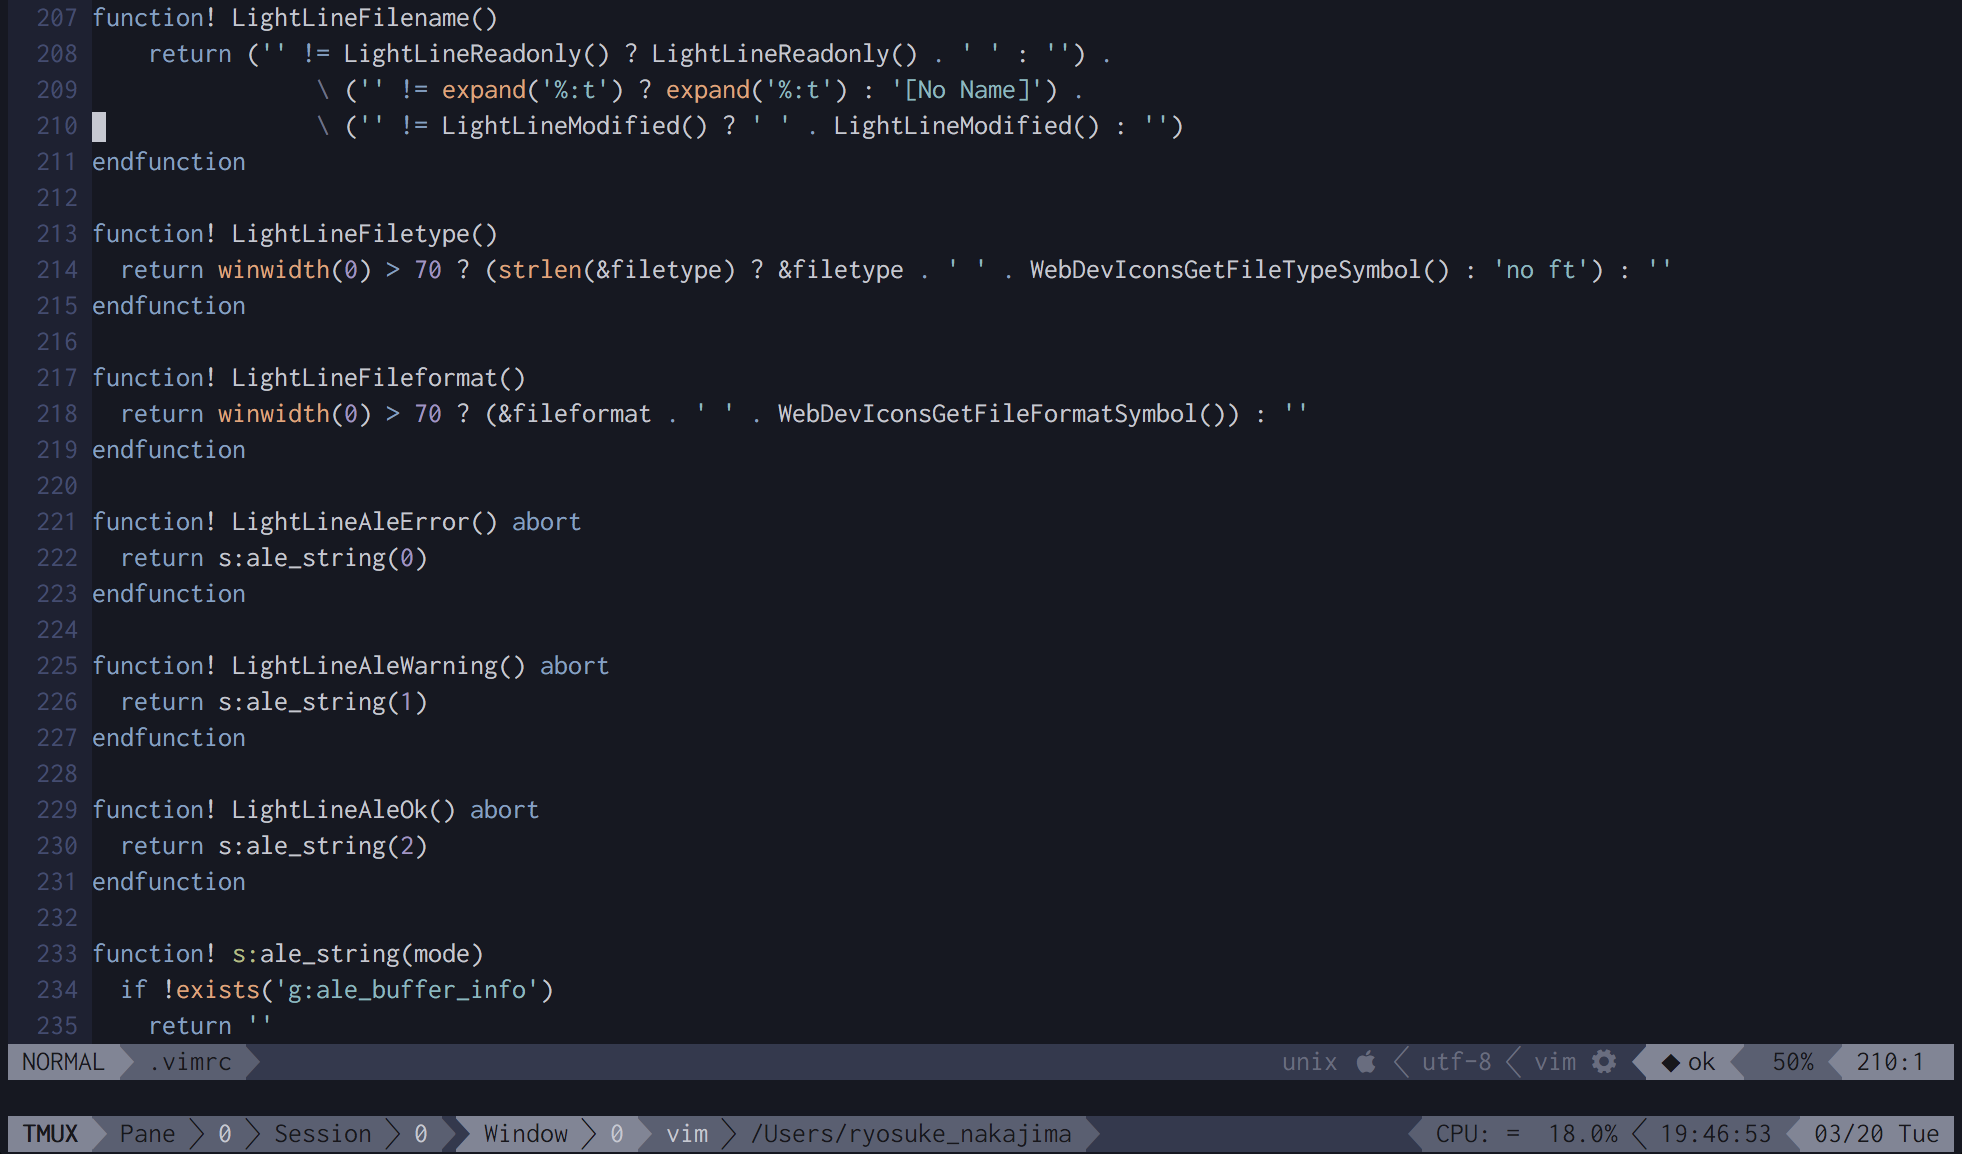 207 function! LightLineFilename()
208     return ('' != LightLineReadonly() ? LightLineReadonly() . ' ' : '') .
209                 \ ('' != expand('%:t') ? expand('%:t') : '[No Name]') .
210                 \ ('' != LightLineModified() ? ' ' . LightLineModified() : '')
211 endfunction
212
213 function! LightLineFiletype()
214   return winwidth(0) > 70 ? (strlen(&filetype) ? &filetype . ' ' . WebDevIconsGetFileTypeSymbol() : 'no ft') : ''
215 endfunction
216
217 function! LightLineFileformat()
218   return winwidth(0) > 70 ? (&fileformat . ' ' . WebDevIconsGetFileFormatSymbol()) : ''
219 endfunction
220
221 function! LightLineAleError() abort
222   return s:ale_string(0)
223 endfunction
224
225 function! LightLineAleWarning() abort
226   return s:ale_string(1)
227 endfunction
228
229 function! LightLineAleOk() abort
230   return s:ale_string(2)
231 endfunction
232
233 function! s:ale_string(mode)
234   if !exists('g:ale_buffer_info')
235     return ''
NORMAL .vimrc unix utf-8 vim ◆ ok 50% 210:1
TMUX Pane 0 Session 0 Window 0 vim /Users/ryosuke_nakajima CPU: = 18.0% 19:46:53 03/20 Tue